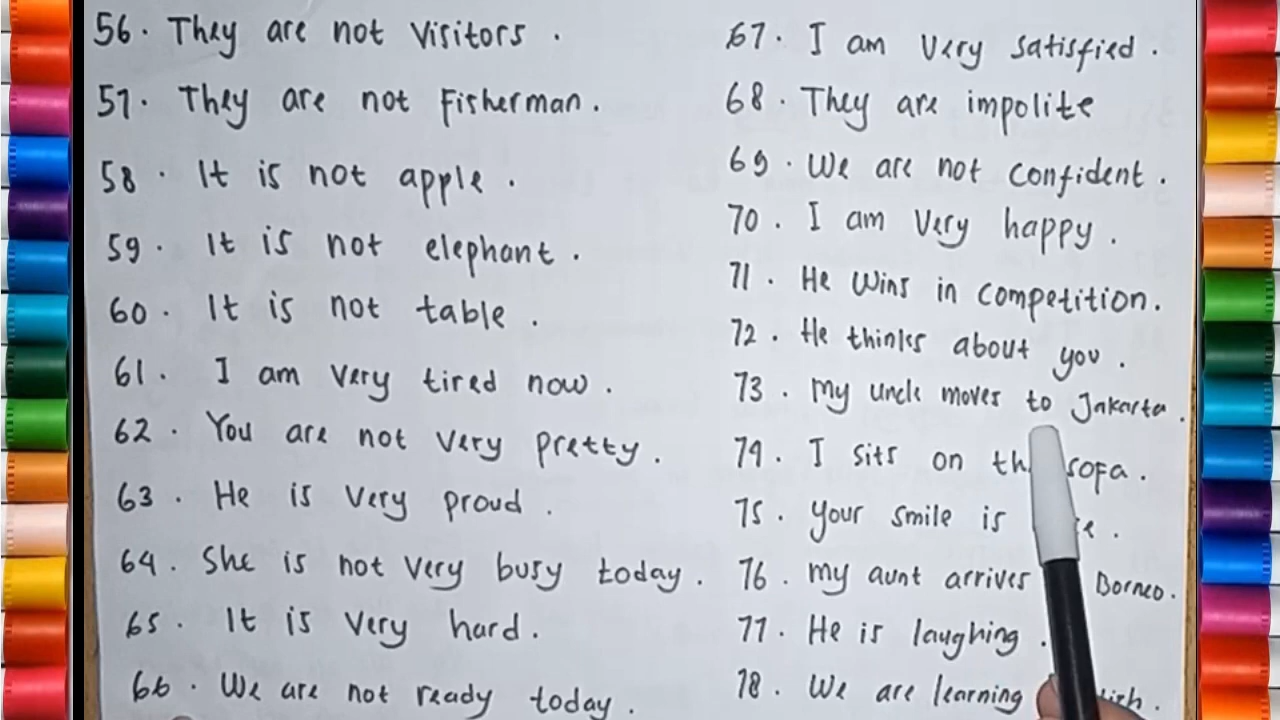 56. They are not Visitors.
57. They are not Fisherman.
58. It is not apple.
59. It is not elephant.
60. It is not table.
61. I am very tired now.
62. You are not very pretty.
63. He is very proud.
64. She is not very busy today.
65. It is very hard.
66. We are not ready today.
67. I am very satisfied.
68. They are impolite
69. We are not confident.
70. I am very happy.
71. He wins in competition.
72. He thinks about you.
73. My uncle moves to Jakarta.
74. I sits on th sofa.
75. Your smile is
76. My aunt arrives Borneo.
77. He is laughing.
78. We are learning